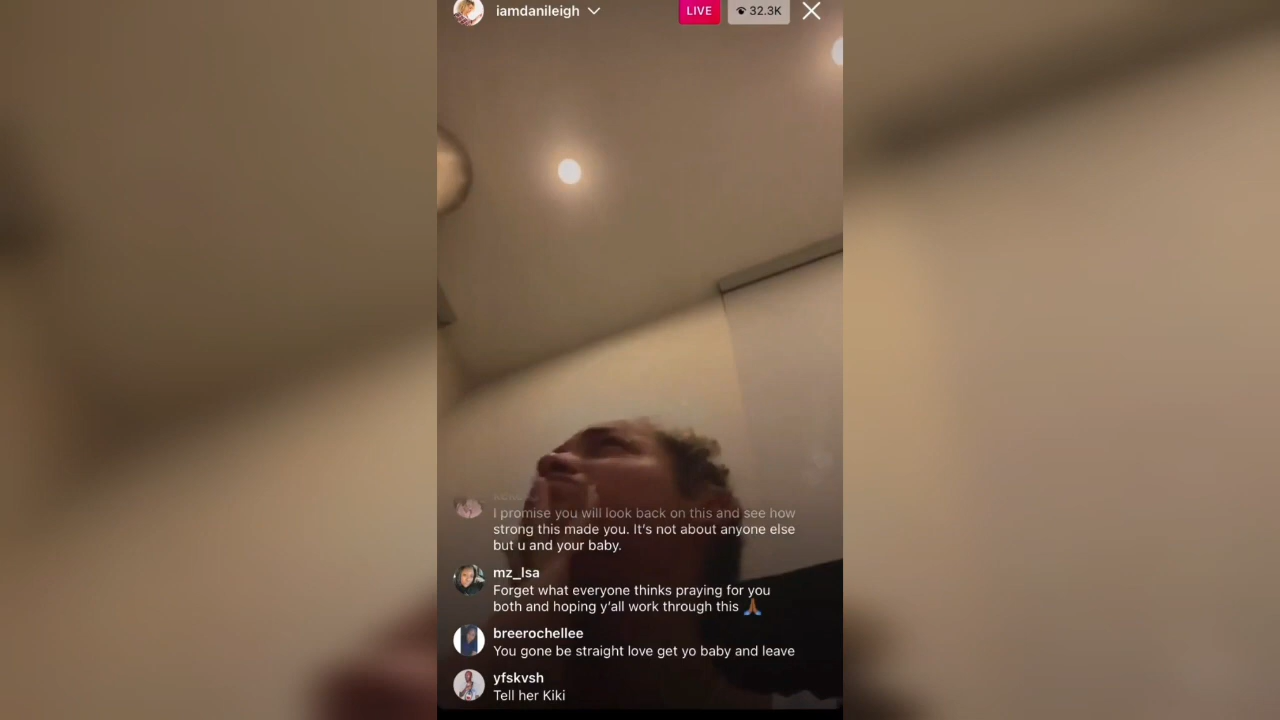 iamdanileigh
LIVE
32.3K
I promise you will look back on this and see how
strong this made you. It's not about anyone else
but u and your baby.
mz_lsa
Forget what everyone thinks praying for you
both and hoping y'all work through this 🙏🏾
breerochellee
You gone be straight love get yo baby and leave
yfskvsh
Tell her Kiki